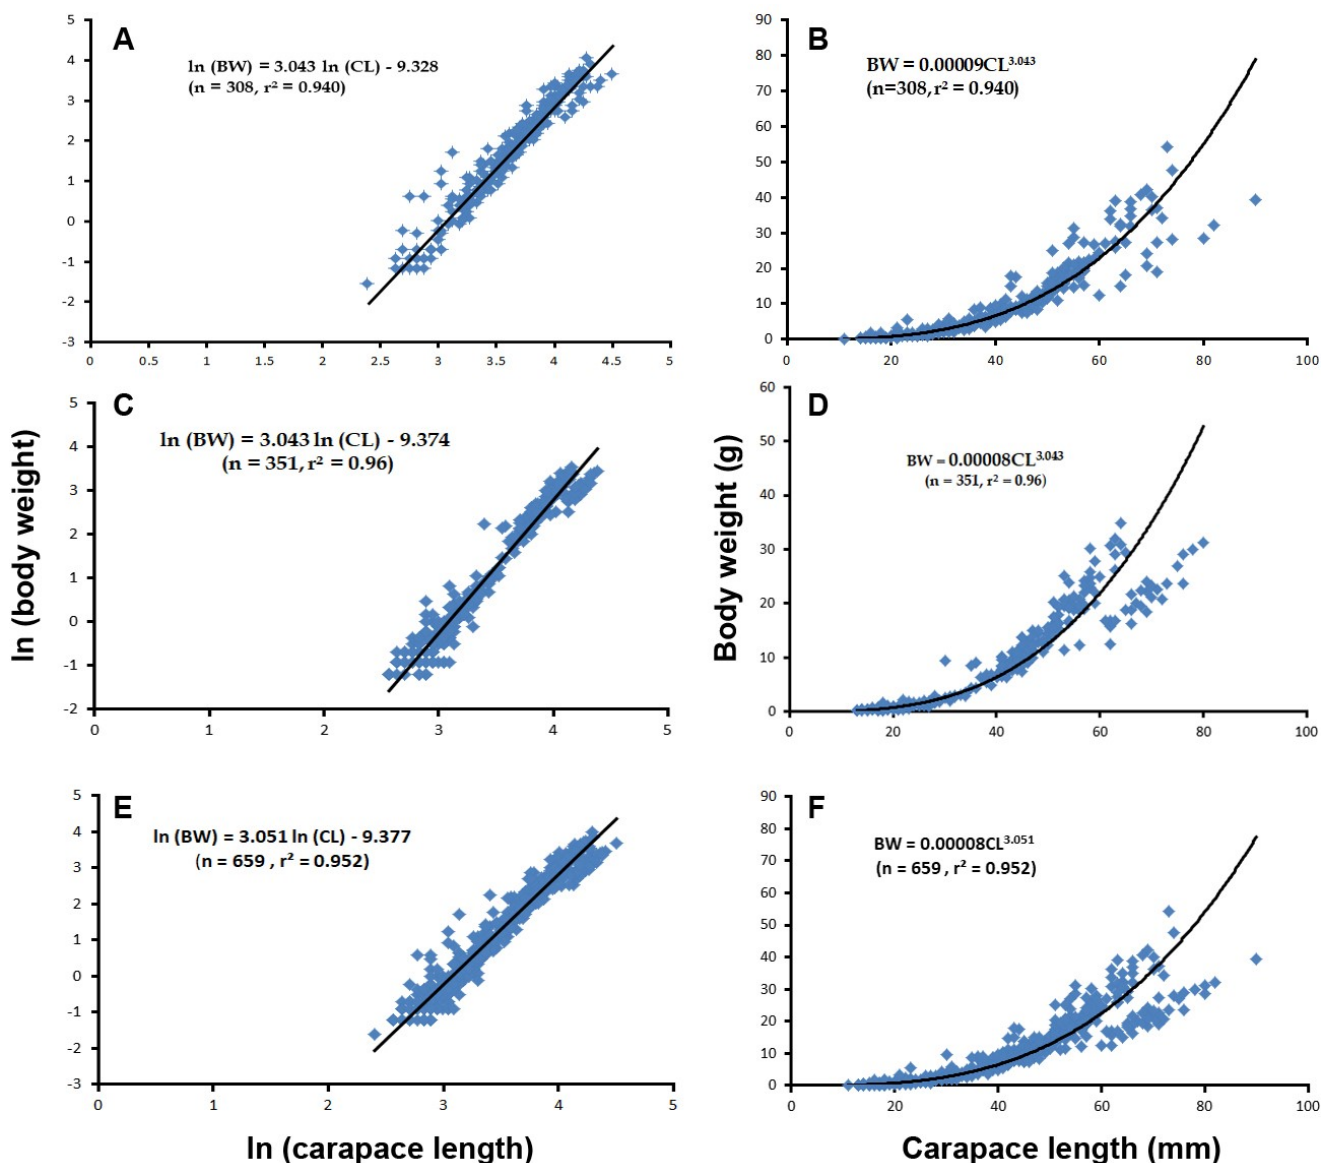 A
ln (BW) = 3.043 ln (CL) - 9.328
(n = 308, r² = 0.940)
5
4
3
2
1
0
-1
-2
-3
0 0.5 1 1.5 2 2.5 3 3.5 4 4.5 5
B
BW = 0.00009CL³·⁰⁴³
(n=308, r² = 0.940)
90
80
70
60
50
40
30
20
10
0
0 20 40 60 80 100
C
ln (BW) = 3.043 ln (CL) - 9.374
(n = 351, r² = 0.96)
5
4
3
2
1
0
-1
-2
0 1 2 3 4 5
D
BW = 0.00008CL³·⁰⁴³
(n = 351, r² = 0.96)
60
50
40
30
20
10
0
0 20 40 60 80 100
E
ln (BW) = 3.051 ln (CL) - 9.377
(n = 659 , r² = 0.952)
5
4
3
2
1
0
-1
-2
-3
0 1 2 3 4 5
F
BW = 0.00008CL³·⁰⁵¹
(n = 659 , r² = 0.952)
90
80
70
60
50
40
30
20
10
0
0 20 40 60 80 100
ln (body weight)
Body weight (g)
ln (carapace length)
Carapace length (mm)